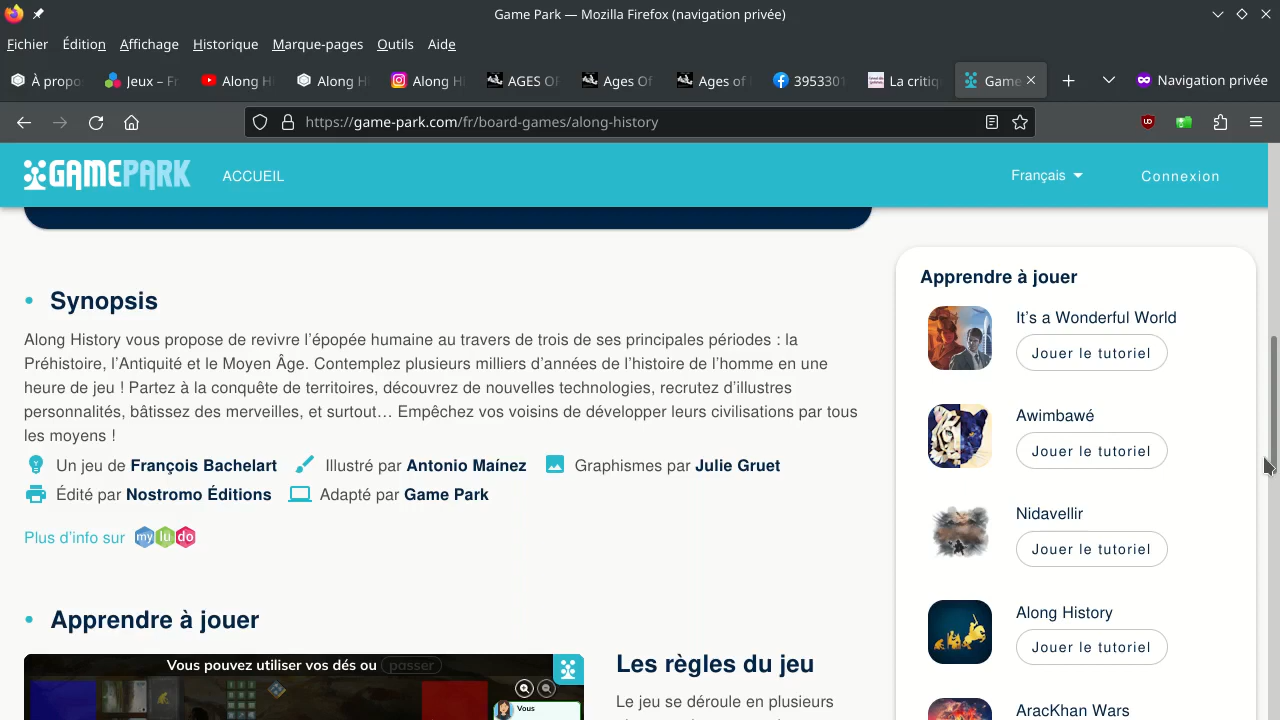 Game Park — Mozilla Firefox (navigation privée)
Fichier Édition Affichage Historique Marque-pages Outils Aide
À propo Jeux – Fr Along Hi Along Hi Along Hi AGES OF Ages Of Ages of 3953301 La critiq Game Navigation privée
https://game-park.com/fr/board-games/along-history
GAMEPARK ACCUEIL Français Connexion
Synopsis
Along History vous propose de revivre l’épopée humaine au travers de trois de ses principales périodes : la
Préhistoire, l’Antiquité et le Moyen Âge. Contemplez plusieurs milliers d’années de l’histoire de l’homme en une
heure de jeu ! Partez à la conquête de territoires, découvrez de nouvelles technologies, recrutez d’illustres
personnalités, bâtissez des merveilles, et surtout… Empêchez vos voisins de développer leurs civilisations par tous
les moyens !
Un jeu de François Bachelart Illustré par Antonio Maínez Graphismes par Julie Gruet
Édité par Nostromo Éditions Adapté par Game Park
Plus d’info sur my lu do
Apprendre à jouer
Vous pouvez utiliser vos dés ou passer
Vous
Les règles du jeu
Le jeu se déroule en plusieurs
Apprendre à jouer
It’s a Wonderful World
Jouer le tutoriel
Awimbawé
Jouer le tutoriel
Nidavellir
Jouer le tutoriel
Along History
Jouer le tutoriel
AracKhan Wars